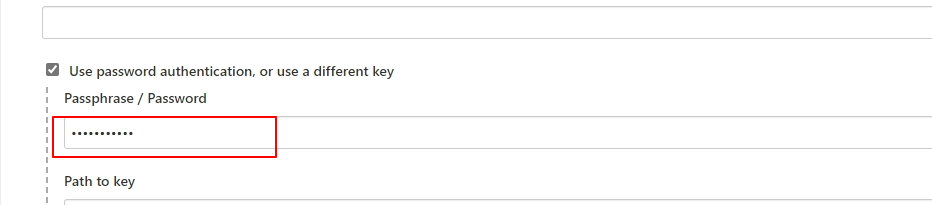 Use password authentication, or use a different key
Passphrase / Password
•••••••••••
Path to key